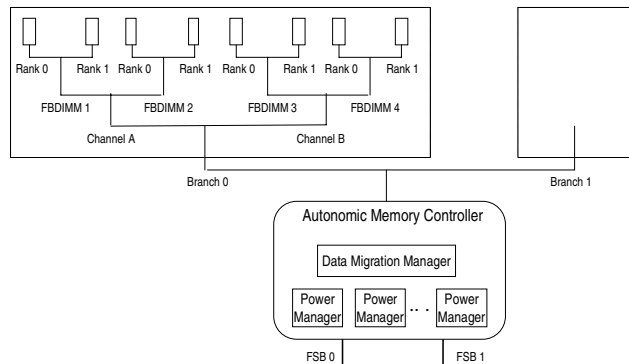 Rank 0 Rank 1 Rank 0 Rank 1 Rank 0 Rank 1 Rank 0 Rank 1
FBDIMM 1 FBDIMM 2 FBDIMM 3 FBDIMM 4
Channel A Channel B
Branch 0 Branch 1
Autonomic Memory Controller
Data Migration Manager
Power Power .. . Power
Manager Manager Manager
FSB 0 FSB 1